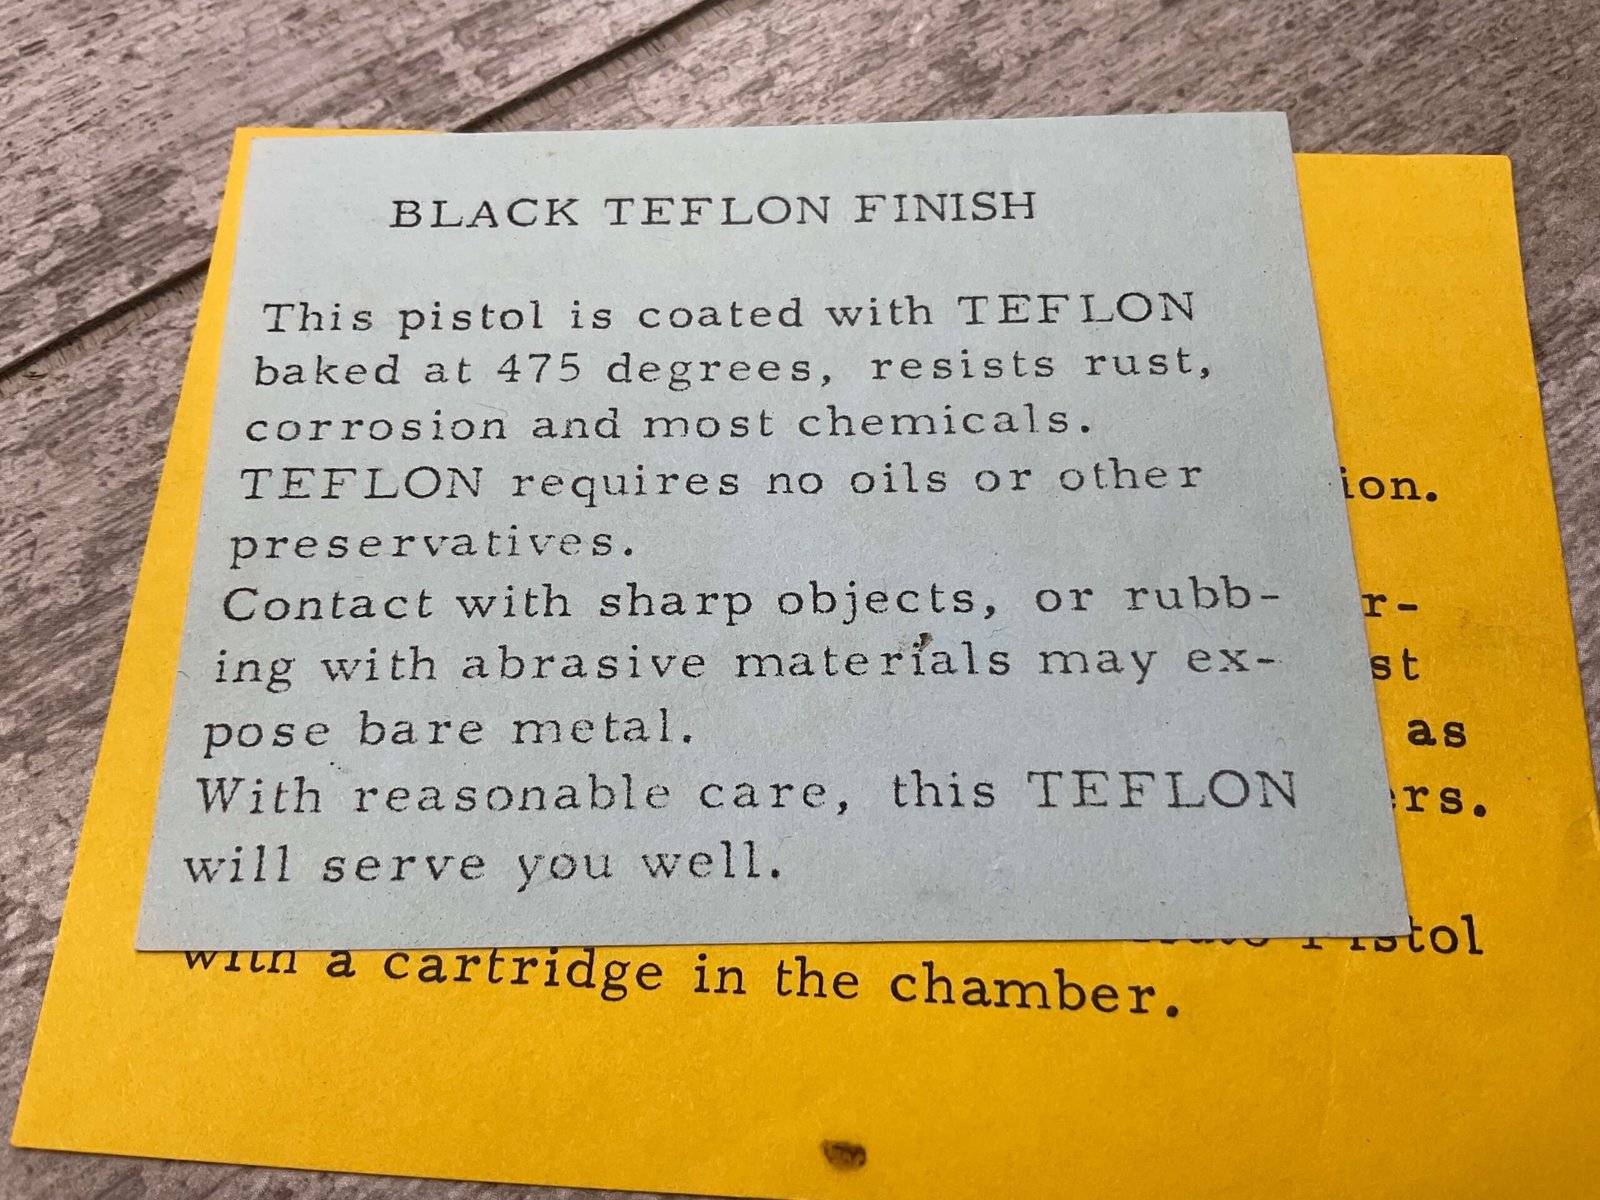 BLACK TEFLON FINISH
This pistol is coated with TEFLON
baked at 475 degrees, resists rust,
corrosion and most chemicals.
TEFLON requires no oils or other
preservatives.
Contact with sharp objects, or rubb-
ing with abrasive materials may ex-
pose bare metal.
With reasonable care, this TEFLON
will serve you well.
ion.
r-
st
as
ers.
Pistol
with a cartridge in the chamber.